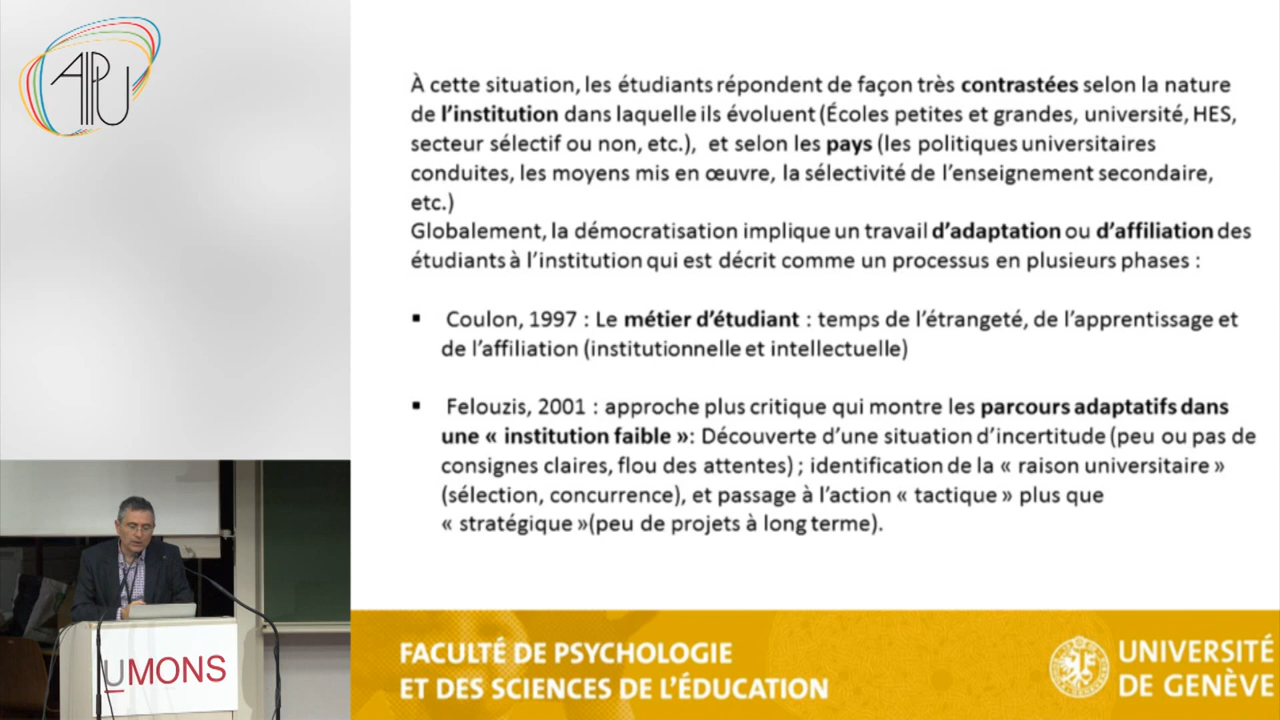 AIPU
À cette situation, les étudiants répondent de façon très contrastées selon la nature
de l'institution dans laquelle ils évoluent (Écoles petites et grandes, université, HES,
secteur sélectif ou non, etc.), et selon les pays (les politiques universitaires
conduites, les moyens mis en œuvre, la sélectivité de l'enseignement secondaire,
etc.)
Globalement, la démocratisation implique un travail d'adaptation ou d'affiliation des
étudiants à l'institution qui est décrit comme un processus en plusieurs phases :
▪ Coulon, 1997 : Le métier d'étudiant : temps de l'étrangeté, de l'apprentissage et
de l'affiliation (institutionnelle et intellectuelle)
▪ Felouzis, 2001 : approche plus critique qui montre les parcours adaptatifs dans
une « institution faible »: Découverte d'une situation d'incertitude (peu ou pas de
consignes claires, flou des attentes) ; identification de la « raison universitaire »
(sélection, concurrence), et passage à l'action « tactique » plus que
« stratégique »(peu de projets à long terme).
UMONS
FACULTÉ DE PSYCHOLOGIE
ET DES SCIENCES DE L'ÉDUCATION
UNIVERSITÉ
DE GENÈVE